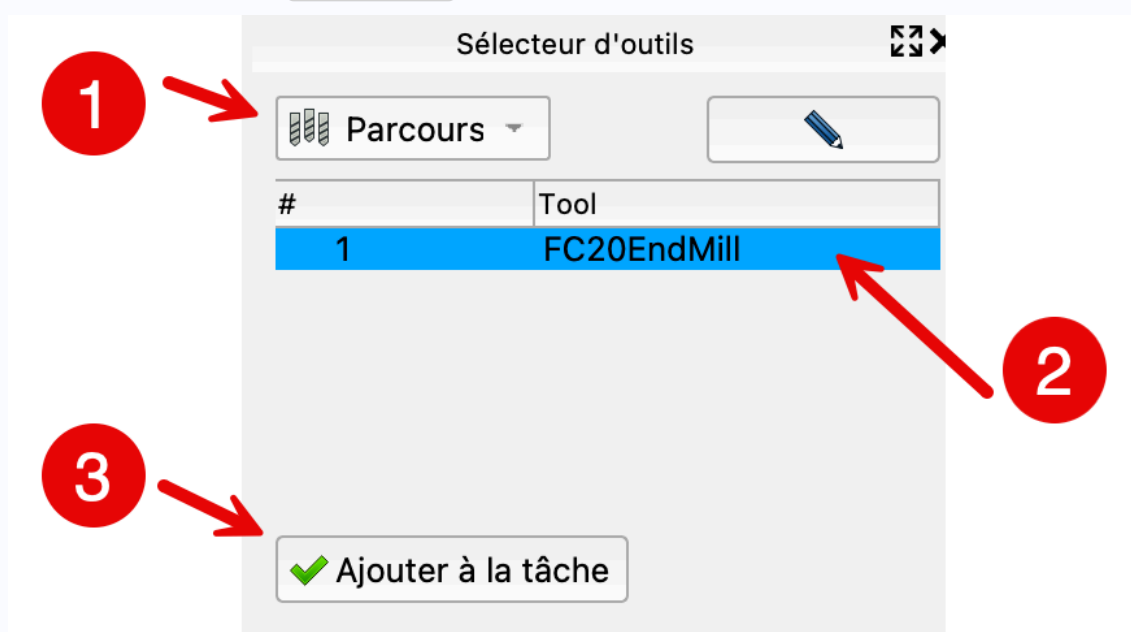 Sélecteur d'outils
1
Parcours
# Tool
1 FC20EndMill
2
3
Ajouter à la tâche